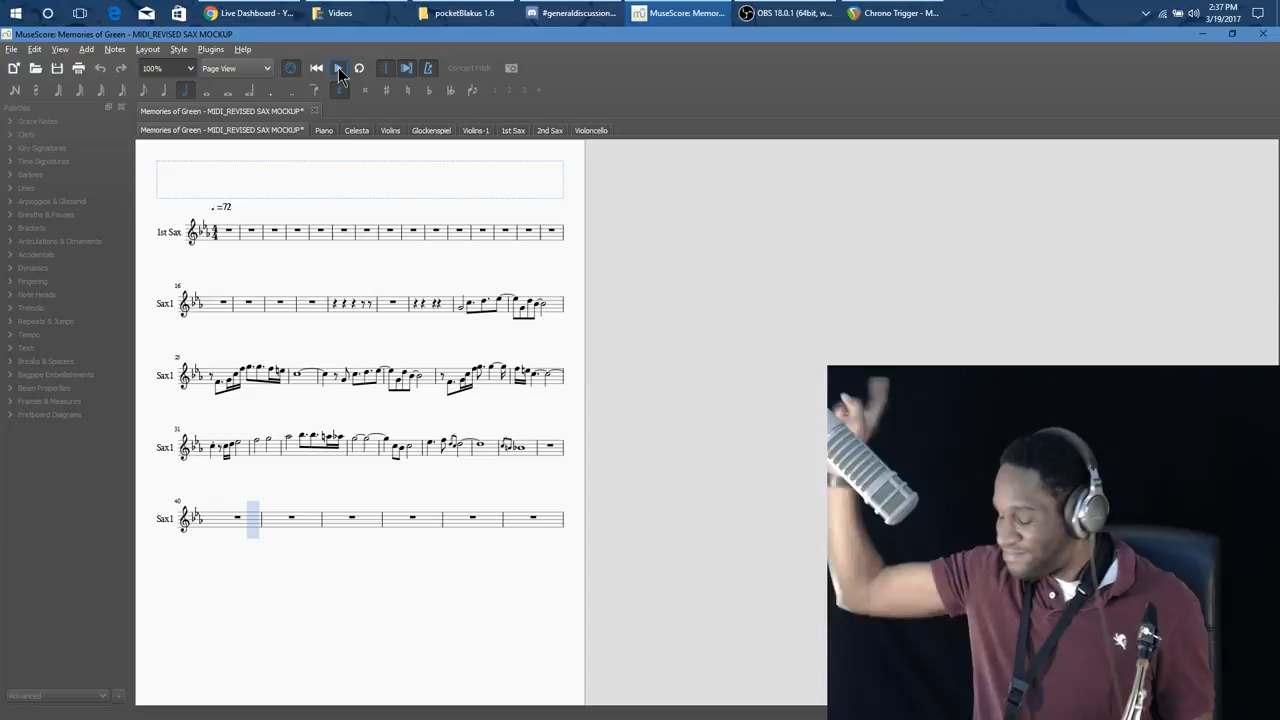 Live Dashboard - Y...
Videos
pocketBlakus 1.6
#generaldiscussion...
MuseScore: Memor...
OBS 18.0.1 (64bit, w...
Chrono Trigger - M...
2:37 PM
3/19/2017
MuseScore: Memories of Green - MIDI_REVISED SAX MOCKUP
File Edit View Add Notes Layout Style Plugins Help
100% Page View Concert Pitch
1 2 3 4
Palettes
Memories of Green - MIDI_REVISED SAX MOCKUP*
Memories of Green - MIDI_REVISED SAX MOCKUP* Piano Celesta Violins Glockenspiel Violins-1 1st Sax 2nd Sax Violoncello
Grace Notes
Clefs
Key Signatures
Time Signatures
Barlines
Lines
Arpeggios & Glissandi
Breaths & Pauses
Brackets
Articulations & Ornaments
Accidentals
Dynamics
Fingering
Note Heads
Tremolo
Repeats & Jumps
Tempo
Text
Breaks & Spacers
Bagpipe Embellishments
Beam Properties
Frames & Measures
Fretboard Diagrams
Advanced
=72
1st Sax
16
Sax1
Sax1
31
Sax1
40
Sax1